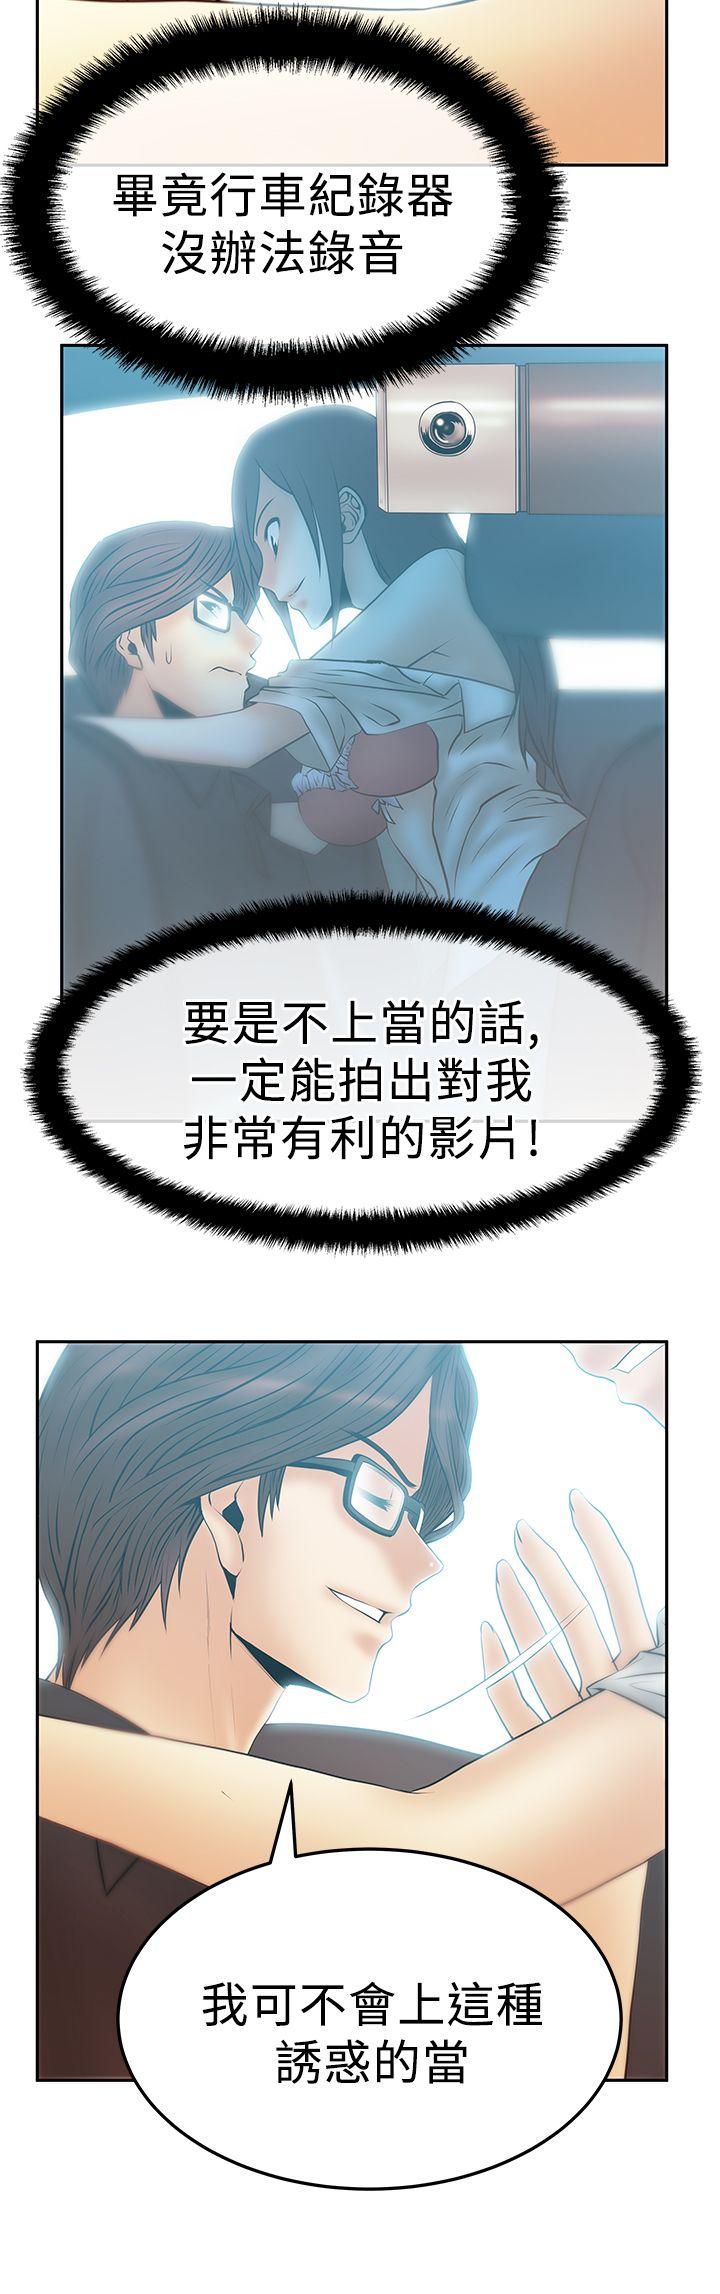 畢竟行車紀錄器
沒辦法錄音
要是不上當的話,
一定能拍出對我
非常有利的影片!
我可不會上這種
誘惑的當